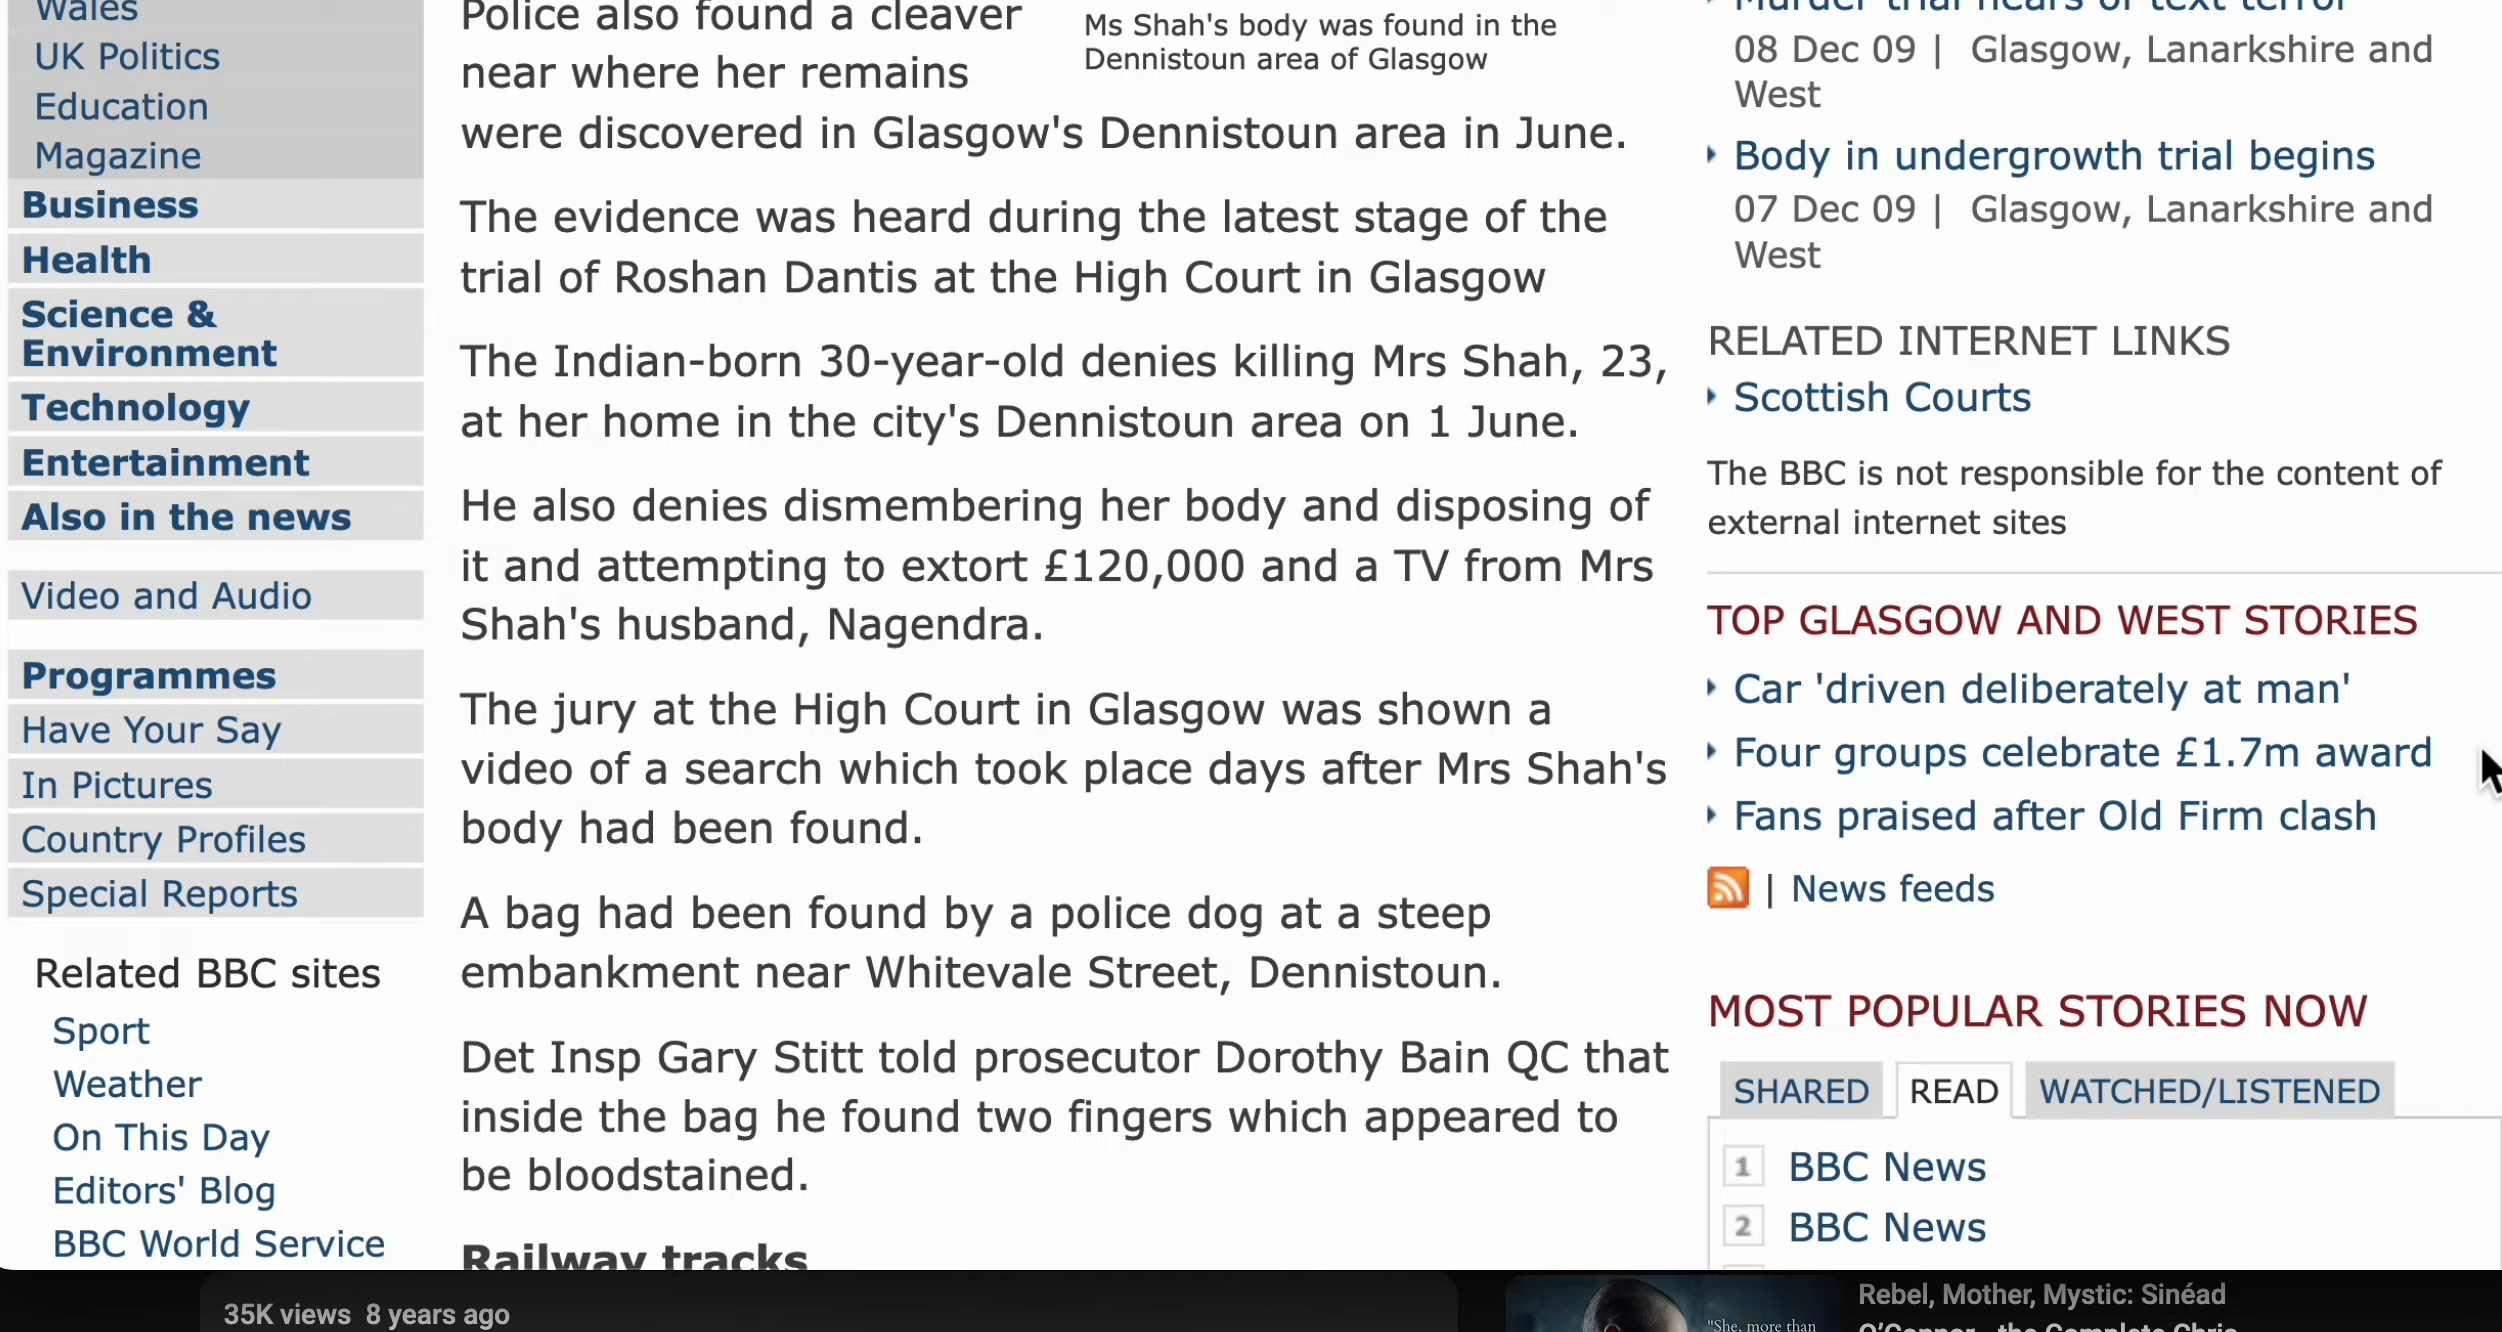 Wales
UK Politics
Education
Magazine
Business
Health
Science &
Environment
Technology
Entertainment
Also in the news
Video and Audio
Programmes
Have Your Say
In Pictures
Country Profiles
Special Reports
Related BBC sites
Sport
Weather
On This Day
Editors' Blog
BBC World Service
Police also found a cleaver
near where her remains
were discovered in Glasgow's Dennistoun area in June.
Ms Shah's body was found in the
Dennistoun area of Glasgow
The evidence was heard during the latest stage of the
trial of Roshan Dantis at the High Court in Glasgow
The Indian-born 30-year-old denies killing Mrs Shah, 23,
at her home in the city's Dennistoun area on 1 June.
He also denies dismembering her body and disposing of
it and attempting to extort £120,000 and a TV from Mrs
Shah's husband, Nagendra.
The jury at the High Court in Glasgow was shown a
video of a search which took place days after Mrs Shah's
body had been found.
A bag had been found by a police dog at a steep
embankment near Whitevale Street, Dennistoun.
Det Insp Gary Stitt told prosecutor Dorothy Bain QC that
inside the bag he found two fingers which appeared to
be bloodstained.
Railway tracks
Murder trial hears of text terror
08 Dec 09 | Glasgow, Lanarkshire and
West
Body in undergrowth trial begins
07 Dec 09 | Glasgow, Lanarkshire and
West
RELATED INTERNET LINKS
Scottish Courts
The BBC is not responsible for the content of
external internet sites
TOP GLASGOW AND WEST STORIES
Car 'driven deliberately at man'
Four groups celebrate £1.7m award
Fans praised after Old Firm clash
| News feeds
MOST POPULAR STORIES NOW
SHARED READ WATCHED/LISTENED
1 BBC News
2 BBC News
35K views 8 years ago
"She, more than
Rebel, Mother, Mystic: Sinéad
O'Connor - the Complete Chris